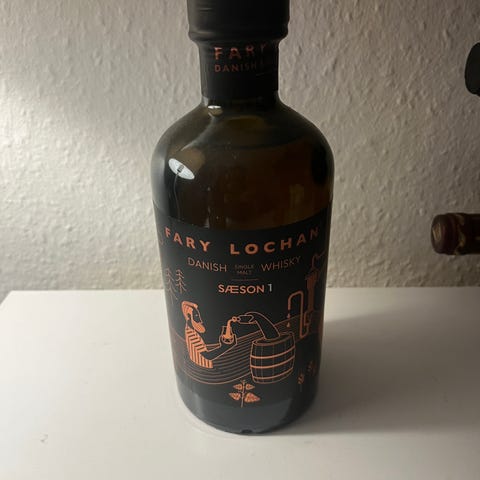 FARY
DANISH
FARY LOCHAN
DANISH SINGLE MALT WHISKY
SÆSON 1